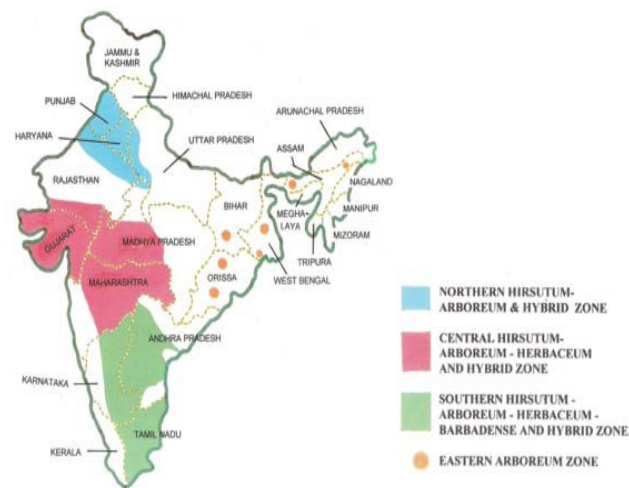 JAMMU &
KASHMIR
HIMACHAL PRADESH
PUNJAB
ARUNACHAL PRADESH
HARYANA
UTTAR PRADESH
ASSAM
RAJASTHAN
NAGALAND
BIHAR
MEGHA-
LAYA
MANIPUR
MIZORAM
TRIPURA
GUJARAT
MADHYA PRADESH
WEST BENGAL
ORISSA
MAHARASHTRA
ANDHRA PRADESH
KARNATAKA
TAMIL NADU
KERALA
NORTHERN HIRSUTUM-
ARBOREUM & HYBRID ZONE
CENTRAL HIRSUTUM-
ARBOREUM - HERBACEUM
AND HYBRID ZONE
SOUTHERN HIRSUTUM -
ARBOREUM - HERBACEUM -
BARBADENSE AND HYBRID ZONE
EASTERN ARBOREUM ZONE